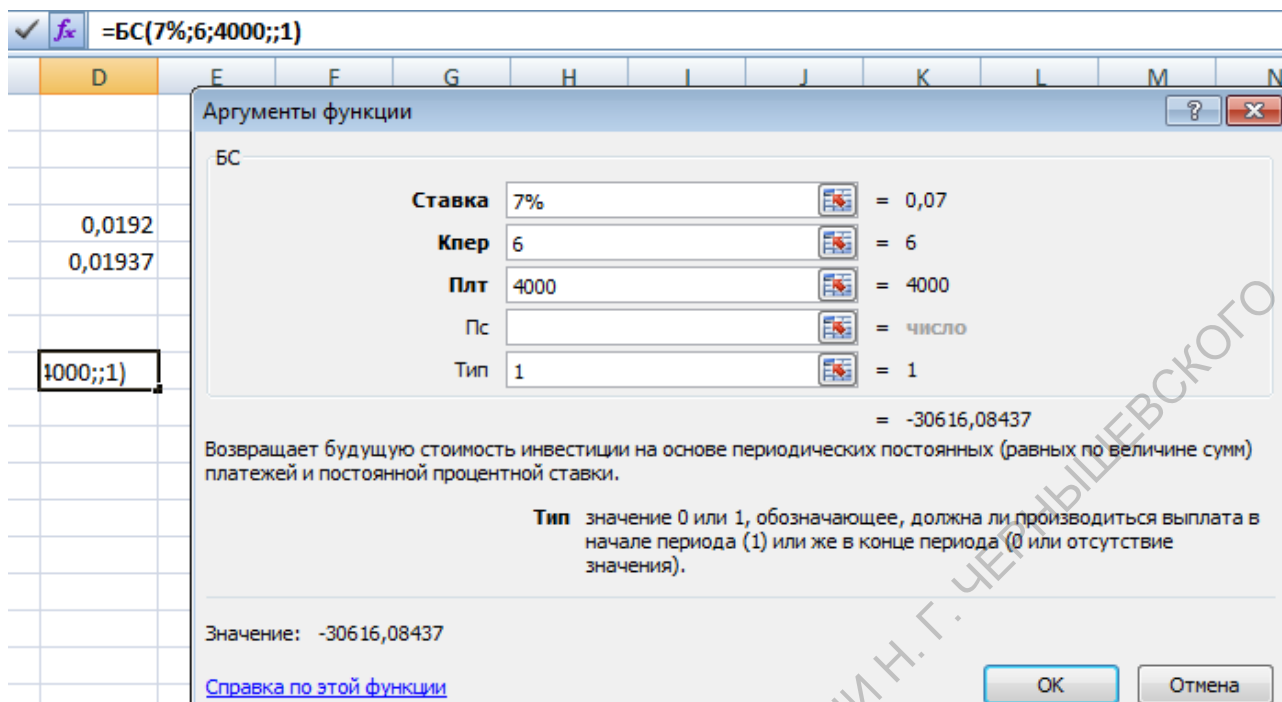 =БС(7%;6;4000;;1)
D E F G H I J K L M N
Аргументы функции
БС
Ставка 7% = 0,07
0,0192
Кпер 6 = 6
0,01937
Плт 4000 = 4000
Пс = число
4000;;1)
Тип 1 = 1
= -30616,08437
Возвращает будущую стоимость инвестиции на основе периодических постоянных (равных по величине сумм)
платежей и постоянной процентной ставки.
Тип значение 0 или 1, обозначающее, должна ли производиться выплата в
начале периода (1) или же в конце периода (0 или отсутствие
значения).
Значение: -30616,08437
Справка по этой функции
ОК Отмена
Н. Г. ЧЕРНЫШЕВСКОГО